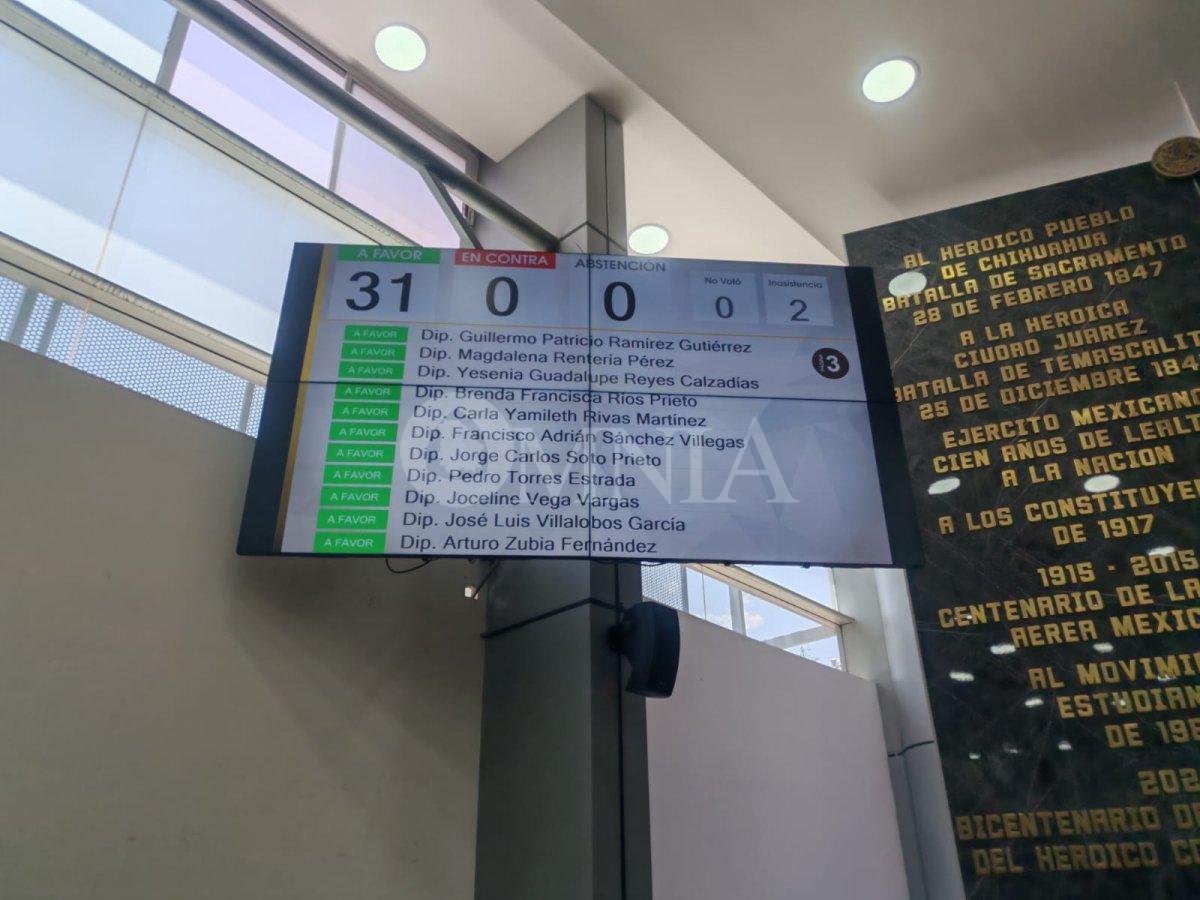 A FAVOR EN CONTRA ABSTENCIÓN No Votó Inasistencia
31 0 0 0 2
A FAVOR Dip. Guillermo Patricio Ramírez Gutiérrez
A FAVOR Dip. Magdalena Renteria Pérez
A FAVOR Dip. Yesenia Guadalupe Reyes Calzadías
A FAVOR Dip. Brenda Francisca Ríos Prieto
A FAVOR Dip. Carla Yamileth Rivas Martínez
A FAVOR Dip. Francisco Adrián Sánchez Villegas
A FAVOR Dip. Jorge Carlos Soto Prieto
A FAVOR Dip. Pedro Torres Estrada
A FAVOR Dip. Joceline Vega Vargas
A FAVOR Dip. José Luis Villalobos García
A FAVOR Dip. Arturo Zubia Fernández
3
OMNIA
AL HEROICO PUEBLO
DE CHIHUAHUA
BATALLA DE SACRAMENTO
28 DE FEBRERO 1847
A LA HEROICA
CIUDAD JUAREZ
BATALLA DE TEMASCALIT
25 DE DICIEMBRE 184
EJERCITO MEXICANO
CIEN AÑOS DE LEALT
A LA NACION
A LOS CONSTITUYE
DE 1917
1915 - 2015
CENTENARIO DE LA
AEREA MEXIC
AL MOVIMI
ESTUDIAN
DE 196
202
BICENTENARIO DE
DEL HEROICO CO